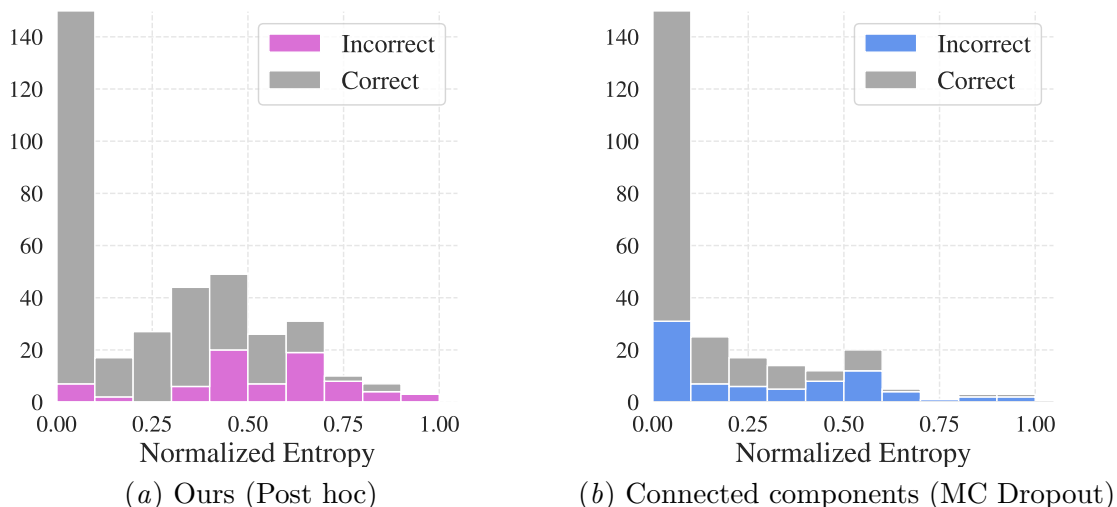 140
120
100
80
60
40
20
0
0.00 0.25 0.50 0.75 1.00
Normalized Entropy
Incorrect
Correct
(a) Ours (Post hoc)
140
120
100
80
60
40
20
0
0.00 0.25 0.50 0.75 1.00
Normalized Entropy
Incorrect
Correct
(b) Connected components (MC Dropout)